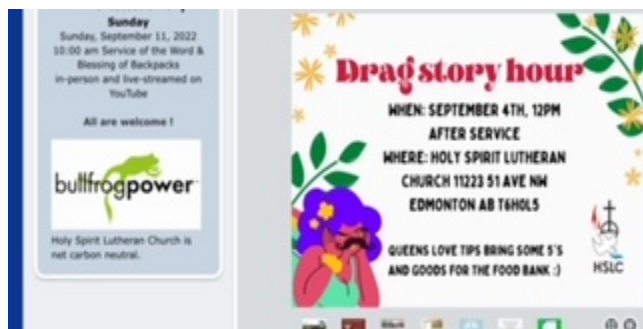 Sunday
Sunday, September 11, 2022
10:00 am Service of the Word &
Blessing of Backpacks
in-person and live-streamed on
YouTube
All are welcome !
bullfrogpower
Holy Spirit Lutheran Church is
net carbon neutral.
Drag story hour
WHEN: SEPTEMBER 4TH, 12PM
AFTER SERVICE
WHERE: HOLY SPIRIT LUTHERAN
CHURCH 11223 51 AVE NW
EDMONTON AB T6H0L5
QUEENS LOVE TIPS BRING SOME 5'S
AND GOODS FOR THE FOOD BANK :)
HSLC